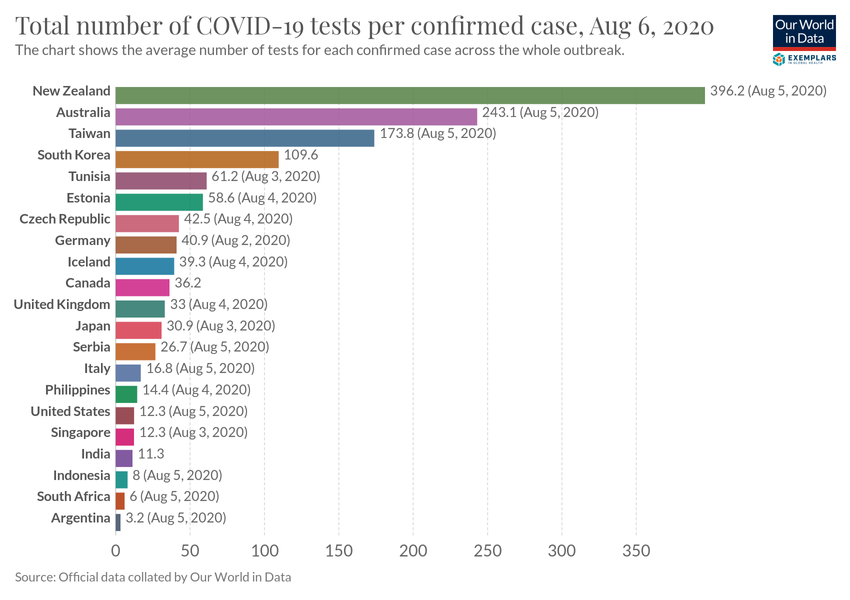 Total number of COVID-19 tests per confirmed case, Aug 6, 2020
The chart shows the average number of tests for each confirmed case across the whole outbreak.
Our World
in Data
EXEMPLARS
IN GLOBAL HEALTH
New Zealand 396.2 (Aug 5, 2020)
Australia 243.1 (Aug 5, 2020)
Taiwan 173.8 (Aug 5, 2020)
South Korea 109.6
Tunisia 61.2 (Aug 3, 2020)
Estonia 58.6 (Aug 4, 2020)
Czech Republic 42.5 (Aug 4, 2020)
Germany 40.9 (Aug 2, 2020)
Iceland 39.3 (Aug 4, 2020)
Canada 36.2
United Kingdom 33 (Aug 4, 2020)
Japan 30.9 (Aug 3, 2020)
Serbia 26.7 (Aug 5, 2020)
Italy 16.8 (Aug 5, 2020)
Philippines 14.4 (Aug 4, 2020)
United States 12.3 (Aug 5, 2020)
Singapore 12.3 (Aug 3, 2020)
India 11.3
Indonesia 8 (Aug 5, 2020)
South Africa 6 (Aug 5, 2020)
Argentina 3.2 (Aug 5, 2020)
0 50 100 150 200 250 300 350
Source: Official data collated by Our World in Data